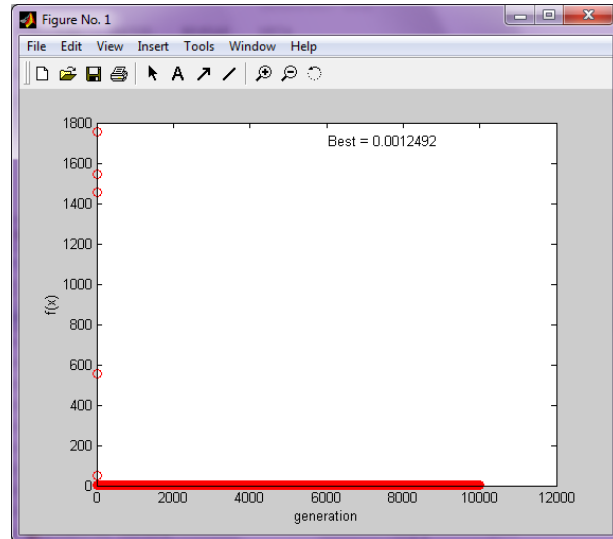 Figure No. 1
File Edit View Insert Tools Window Help
A
Best = 0.0012492
1800
1600
1400
1200
1000
800
600
400
200
0
f(x)
0 2000 4000 6000 8000 10000 12000
generation